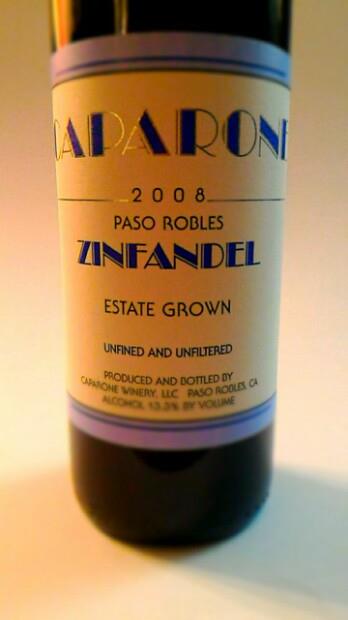 CAPARONE
2008
PASO ROBLES
ZINFANDEL
ESTATE GROWN
UNFINED AND UNFILTERED
PRODUCED AND BOTTLED BY
CAPARONE WINERY, LLC PASO ROBLES, CA
ALCOHOL 13.3% BY VOLUME